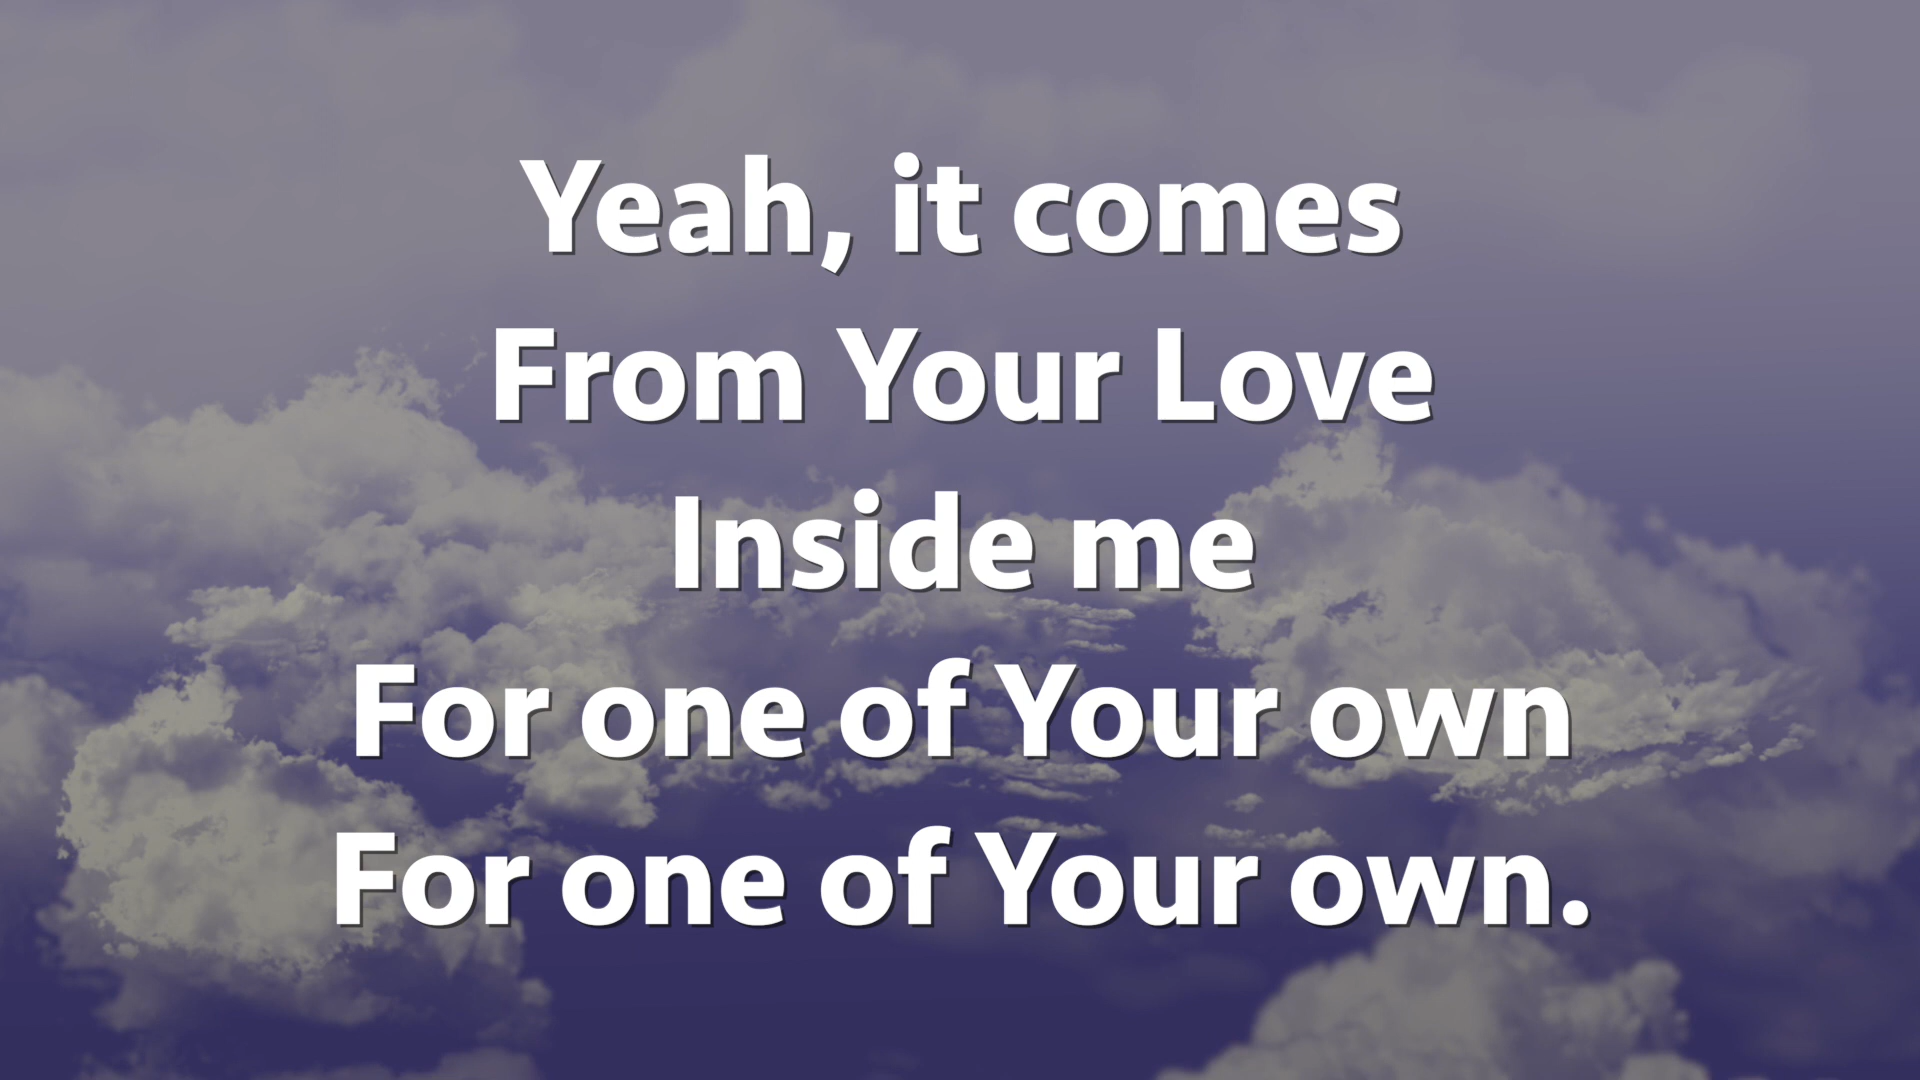 Yeah, it comes
From Your Love
Inside me
For one of Your own
For one of Your own.